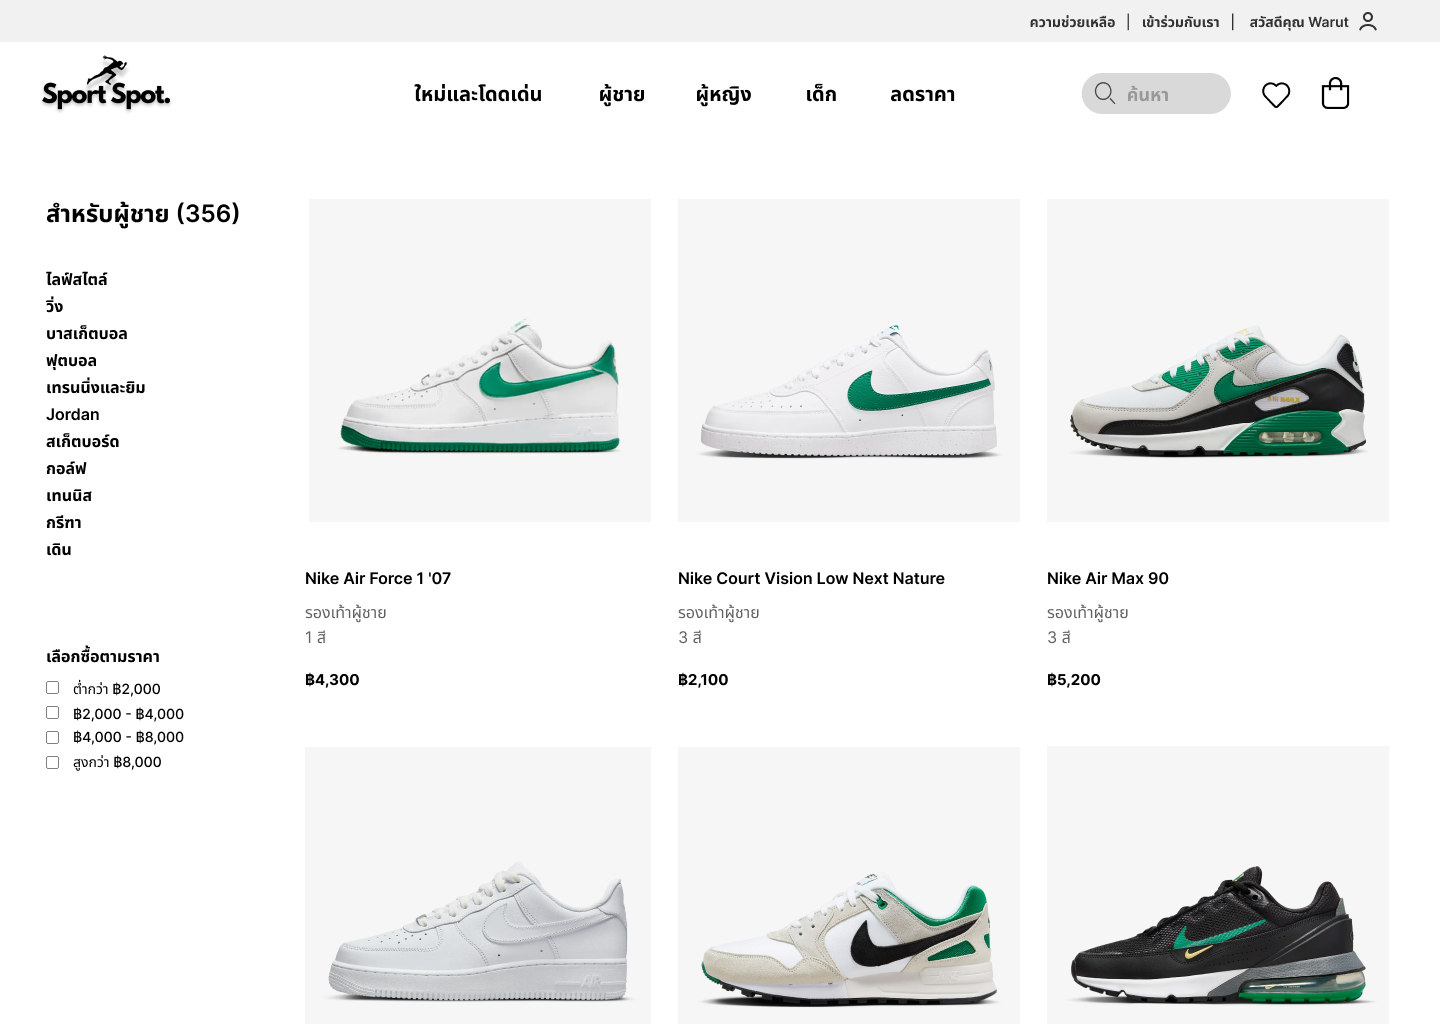 ความช่วยเหลือ | เข้าร่วมกับเรา | สวัสดีคุณ Warut
Sport Spot.
ใหม่และโดดเด่น ผู้ชาย ผู้หญิง เด็ก ลดราคา ค้นหา
สำหรับผู้ชาย (356)
ไลฟ์สไตล์
วิ่ง
บาสเก็ตบอล
ฟุตบอล
เทรนนิ่งและยิม
Jordan
สเก็ตบอร์ด
กอล์ฟ
เทนนิส
กรีฑา
เดิน
เลือกซื้อตามราคา
ต่ำกว่า ฿2,000
฿2,000 - ฿4,000
฿4,000 - ฿8,000
สูงกว่า ฿8,000
Nike Air Force 1 '07
รองเท้าผู้ชาย
1 สี
฿4,300
Nike Court Vision Low Next Nature
รองเท้าผู้ชาย
3 สี
฿2,100
Nike Air Max 90
รองเท้าผู้ชาย
3 สี
฿5,200